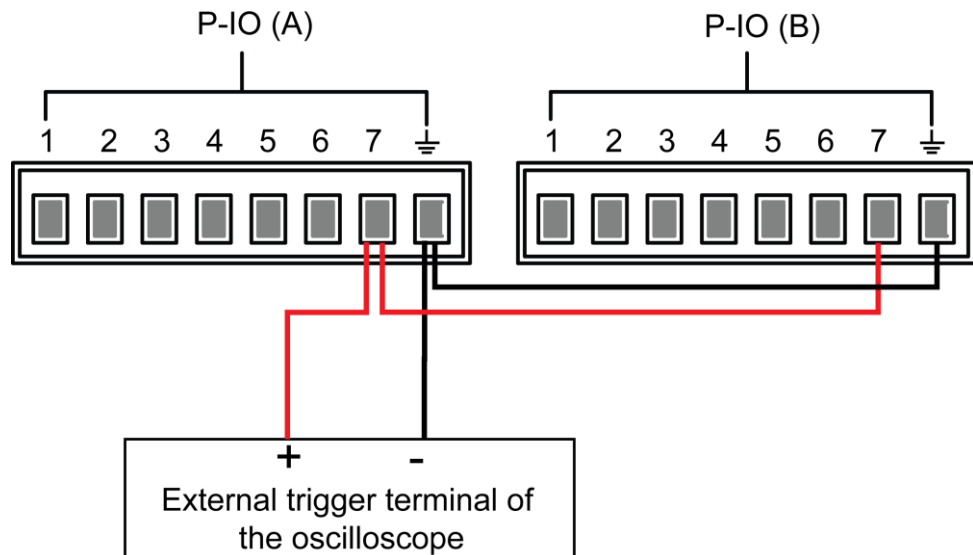 P-IO (A) P-IO (B)
1 2 3 4 5 6 7 1 2 3 4 5 6 7
+ -
External trigger terminal of
the oscilloscope